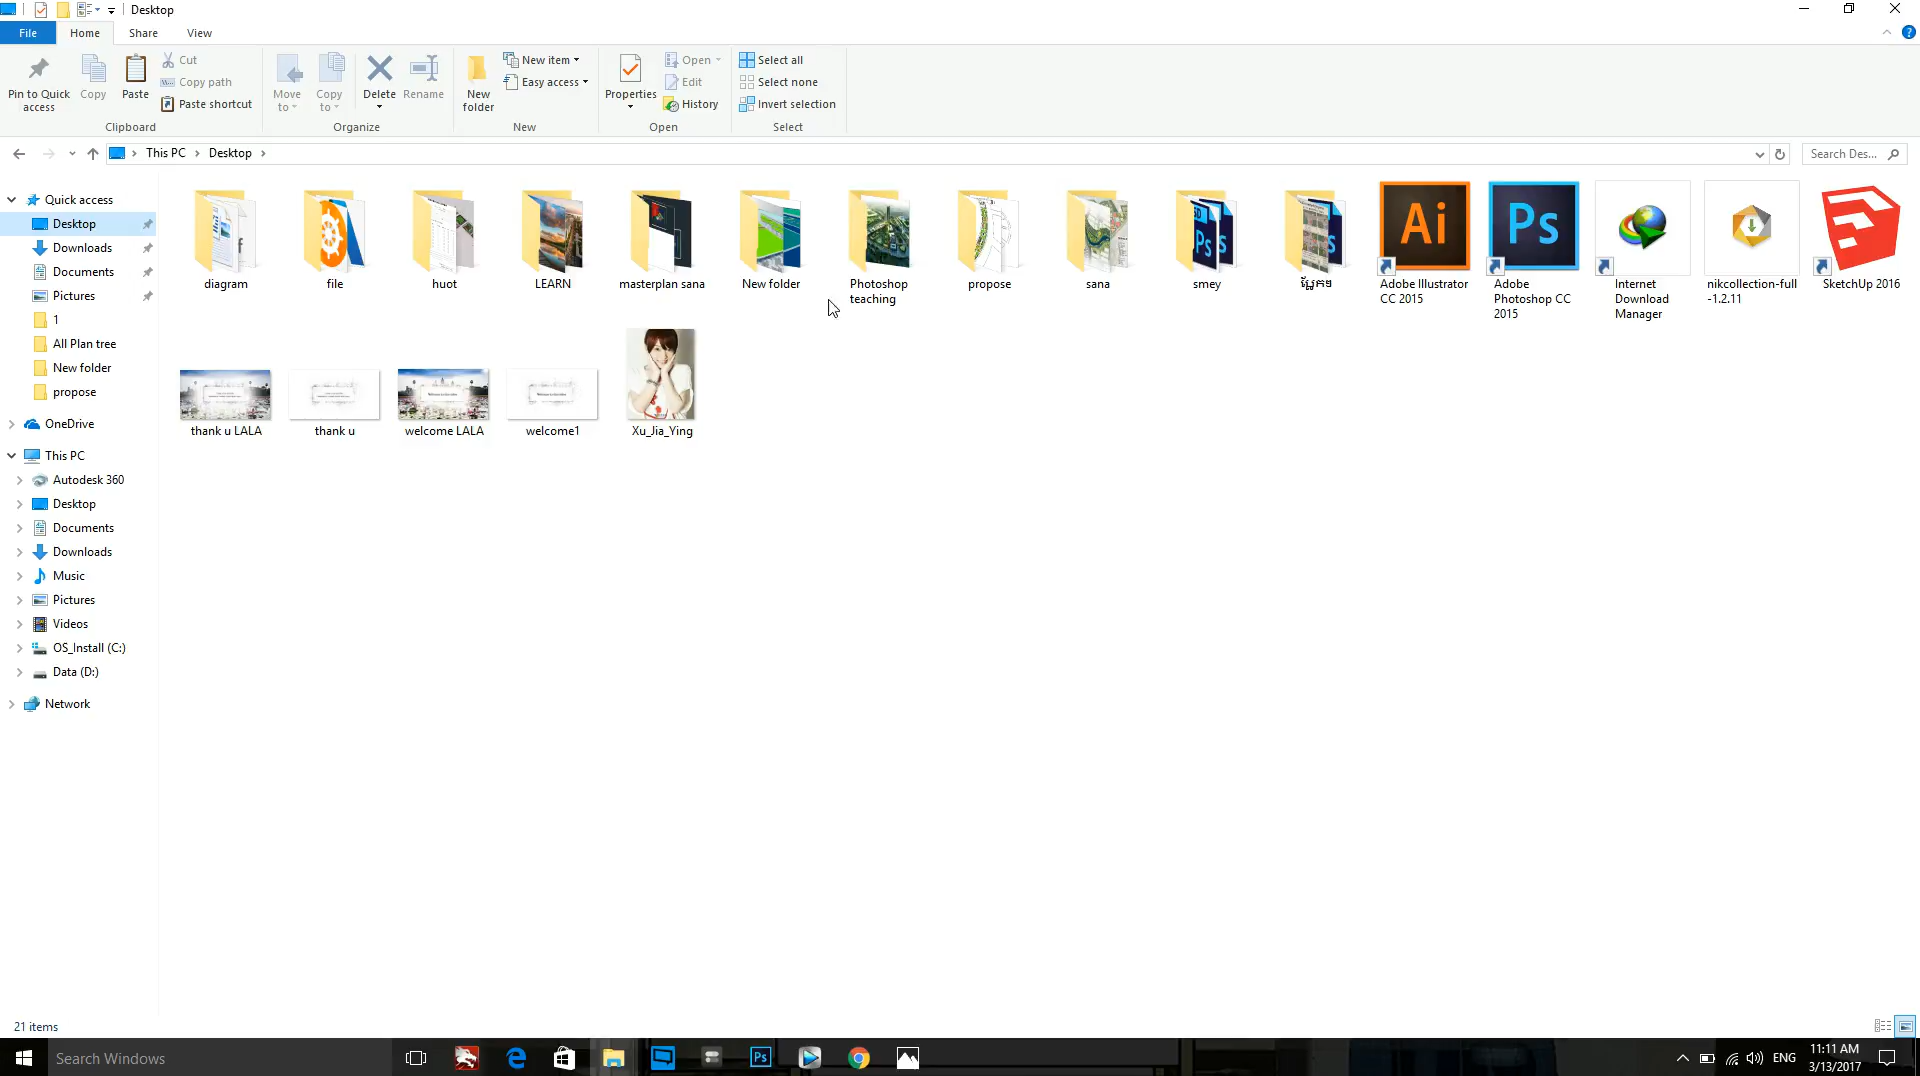 Desktop
File Home Share View
Pin to Quick access
Copy
Paste
Cut
Copy path
Paste shortcut
Clipboard
Move to
Copy to
Delete
Rename
Organize
New folder
New item
Easy access
New
Properties
Open
Edit
History
Open
Select all
Select none
Invert selection
Select
This PC > Desktop >
Search Des...
Quick access
Desktop
Downloads
Documents
Pictures
1
All Plan tree
New folder
propose
OneDrive
This PC
Autodesk 360
Desktop
Documents
Downloads
Music
Pictures
Videos
OS_Install (C:)
Data (D:)
Network
diagram
file
huot
LEARN
masterplan sana
New folder
Photoshop
teaching
propose
sana
smey
Ai
Adobe Illustrator
CC 2015
Ps
Adobe
Photoshop CC
2015
Internet
Download
Manager
nikcollection-full
-1.2.11
SketchUp 2016
thank u LALA
thank u
welcome LALA
welcome1
Xu_Jia_Ying
21 items
Search Windows
Ps
ENG
11:11 AM
3/13/2017